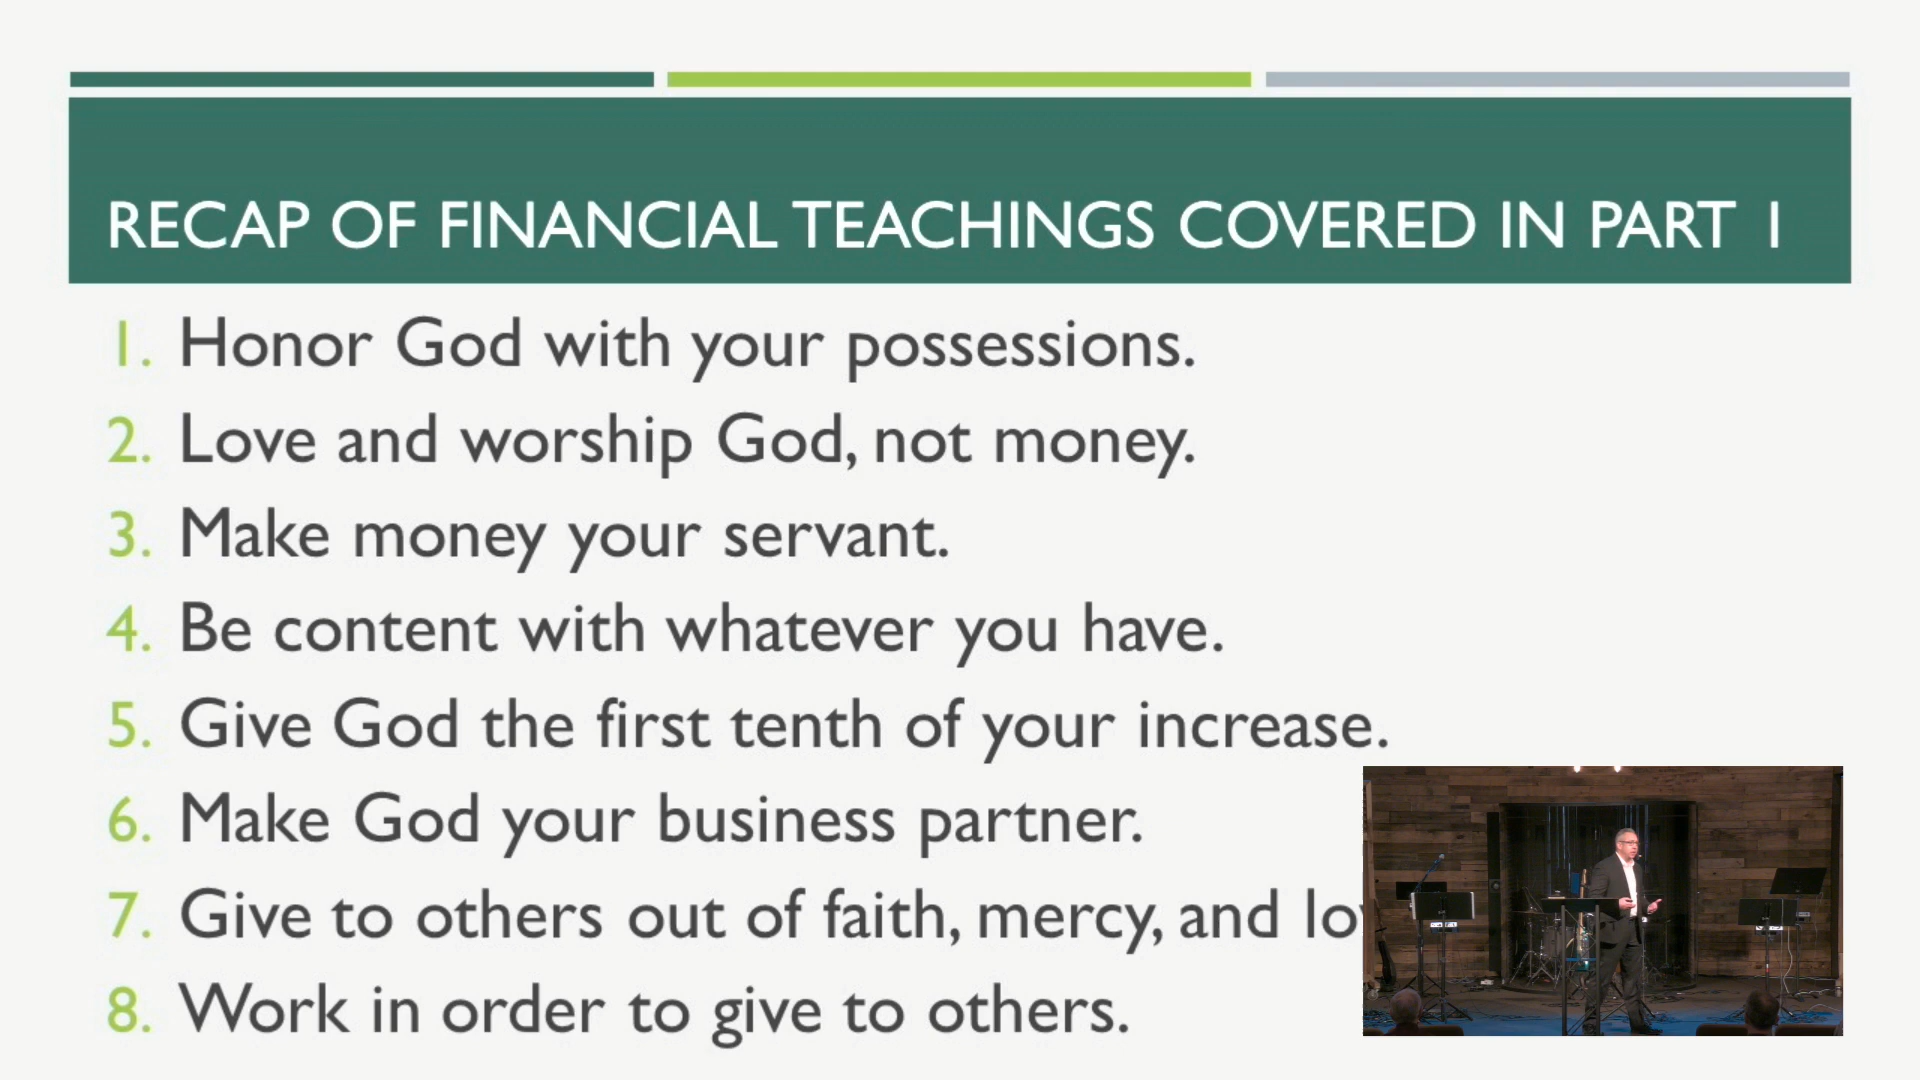 RECAP OF FINANCIAL TEACHINGS COVERED IN PART 1
1. Honor God with your possessions.
2. Love and worship God, not money.
3. Make money your servant.
4. Be content with whatever you have.
5. Give God the first tenth of your increase.
6. Make God your business partner.
7. Give to others out of faith, mercy, and
8. Work in order to give to others.